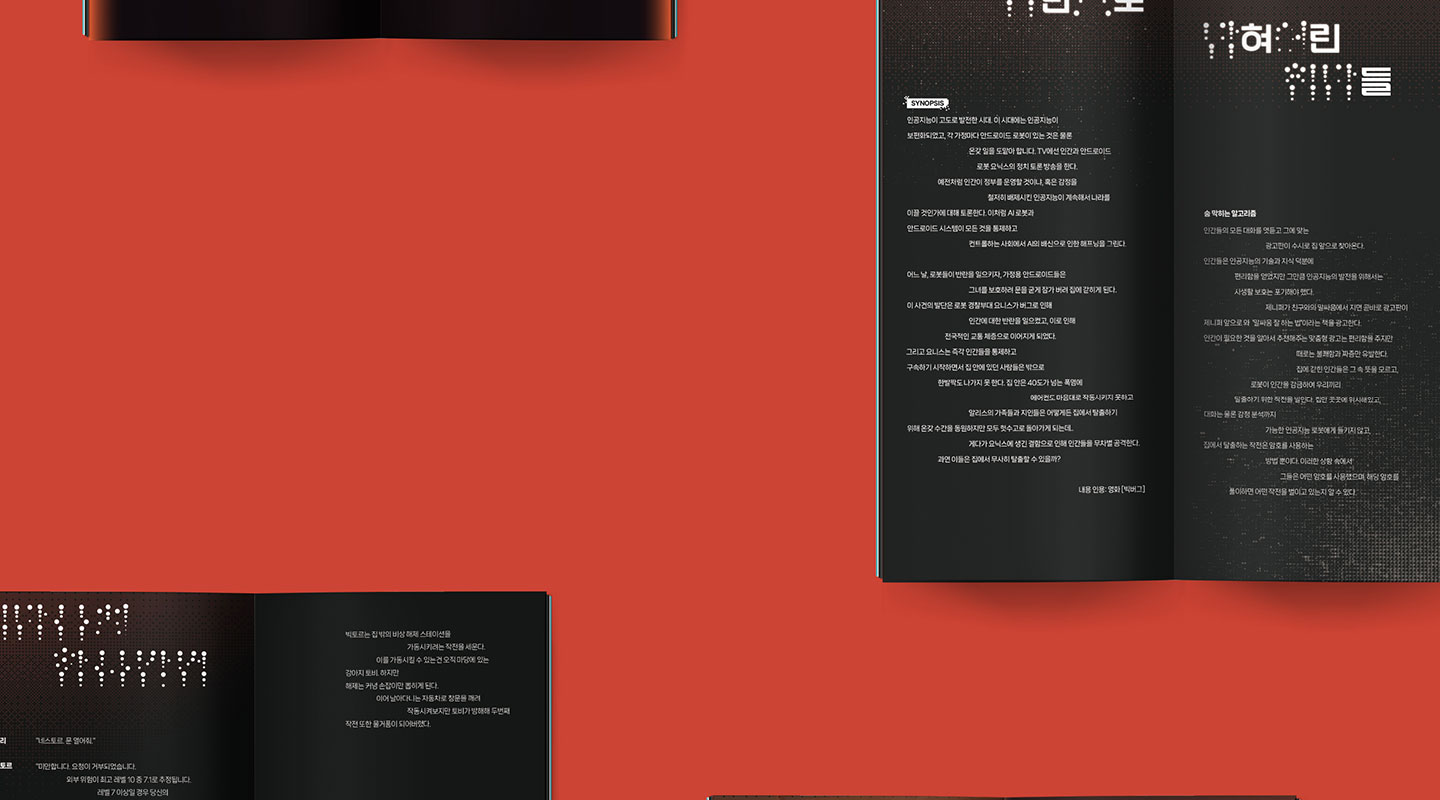 혀 린
들
SYNOPSIS
인공지능이 고도로 발전한 시대. 이 시대에는 인공지능이
보편화되었고, 각 가정마다 안드로이드 로봇이 있는 것은 물론
온갖 일을 도맡아 합니다. TV에선 인간과 안드로이드
로봇 요닉스의 정치 토론 방송을 한다.
예전처럼 인간이 정부를 운영할 것이냐, 혹은 감정을
철저히 배제시킨 인공지능이 계속해서 나라를
이끌 것인가에 대해 토론한다. 이처럼 AI 로봇과
안드로이드 시스템이 모든 것을 통제하고
컨트롤하는 사회에서 AI의 배신으로 인한 해프닝을 그린다.
어느 날, 로봇들이 반란을 일으키자, 가정용 안드로이드들은
그녀를 보호하려 문을 굳게 잠가 버려 집에 갇히게 된다.
이 사건의 발단은 로봇 경찰부대 요니스가 버그로 인해
인간에 대한 반란을 일으켰고, 이로 인해
전국적인 교통 체증으로 이어지게 되었다.
그리고 요니스는 즉각 인간들을 통제하고
구속하기 시작하면서 집 안에 있던 사람들은 밖으로
한발짝도 나가지 못 한다. 집 안은 40도가 넘는 폭염에
에어컨도 마음대로 작동시키지 못하고
알리스의 가족들과 지인들은 어떻게든 집에서 탈출하기
위해 온갖 수간을 동원하지만 모두 헛수고로 돌아가게 되는데..
게다가 요닉스에 생긴 결함으로 인해 인간들을 무차별 공격한다.
과연 이들은 집에서 무사히 탈출할 수 있을까?
내용 인용: 영화 [빅버그]
숨 막히는 알고리즘
인간들의 모든 대화를 엿듣고 그에 맞는
광고판이 수시로 집 앞으로 찾아온다.
인간들은 인공지능의 기술과 지식 덕분에
편리함을 얻었지만 그만큼 인공지능의 발전을 위해서는
사생활 보호는 포기해야 했다.
제니퍼가 친구와의 말싸움에서 지면 곧바로 광고판이
제니퍼 앞으로 와 "말싸움 잘 하는 법"이라는 책을 광고한다.
인간이 필요한 것을 알아서 추천해주는 맞춤형 광고는 편리함을 주지만
때로는 불쾌함과 짜증만 유발한다.
집에 갇힌 인간들은 그 속 뜻을 모르고,
로봇이 인간을 감금하여 우리끼리
탈출하기 위한 작전을 벌인다. 집안 곳곳에 위치해있고,
대화는 물론 감정 분석까지
가능한 인공지능 로봇에게 들키지 않고,
집에서 탈출하는 작전은 암호를 사용하는
방법 뿐이다. 이러한 상황 속에서
그들은 어떤 암호를 사용했으며, 해당 암호를
풀이하면 어떤 작전을 벌이고 있는지 알 수 있다.
빅토르는 집 밖의 비상 해제 스테이션을
가동시키려는 작전을 세운다.
이를 가동시킬 수 있는건 오직 마당에 있는
강아지 토비. 하지만
해제는 커녕 손잡이만 뽑히게 된다.
이어 날아다니는 자동차로 창문을 깨려
작동시켜보지만 토비가 방해해 두번째
작전 또한 물거품이 되어버렸다.
리 "네스토르. 문 열어줘."
토르 "미안합니다. 요청이 거부되었습니다.
외부 위험이 최고 레벨 10 중 7.1로 추정됩니다.
레벨 7 이상일 경우 당신의